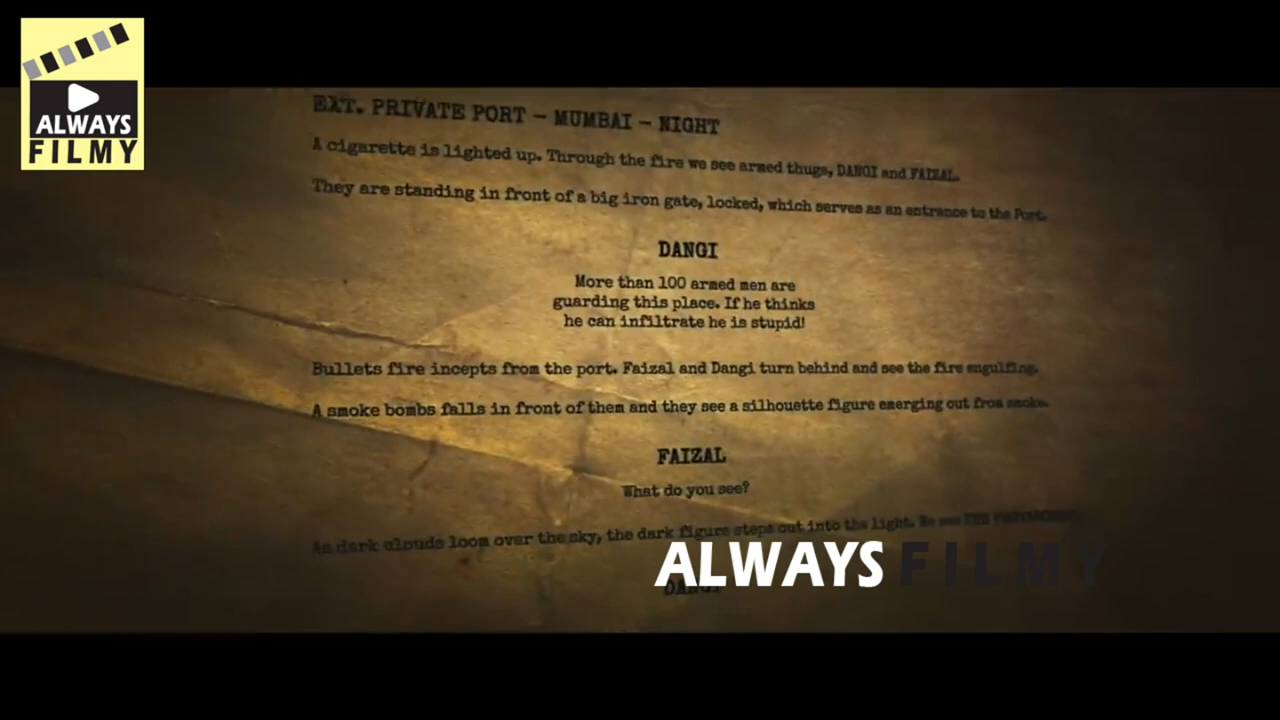 ALWAYS
FILMY
EXT. PRIVATE PORT - MUMBAI - NIGHT
A cigarette is lighted up. Through the fire we see armed thugs, DANGI and FAIZAL.
They are standing in front of a big iron gate, locked, which serves as an entrance to the Port.
DANGI
More than 100 armed men are
guarding this place. If he thinks
he can infiltrate he is stupid!
Bullets fire incepts from the port. Faizal and Dangi turn behind and see the fire engulfing.
A smoke bombs falls in front of them and they see a silhouette figure emerging out from smoke.
FAIZAL
What do you see?
As dark clouds loom over the sky, the dark figure steps out into the light. We see THE
ALWAYS FILMY
DANGI